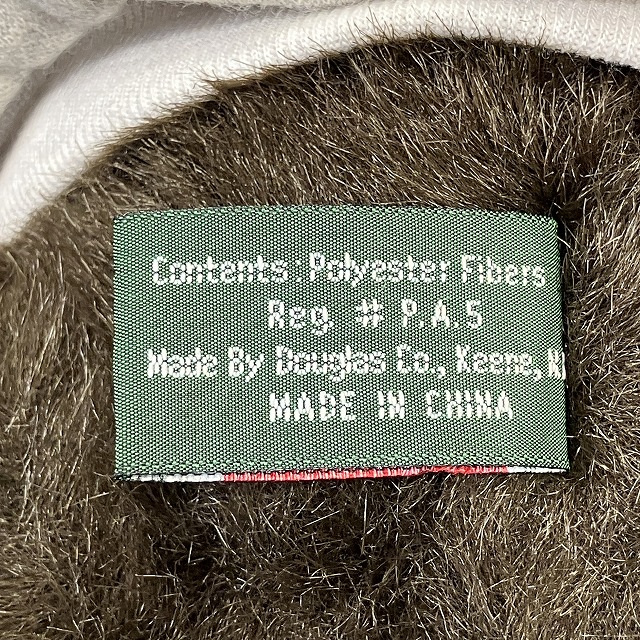 Contents: Polyester Fibers
Reg. # P.A.5
Made By Douglas Co., Keene, N
MADE IN CHINA